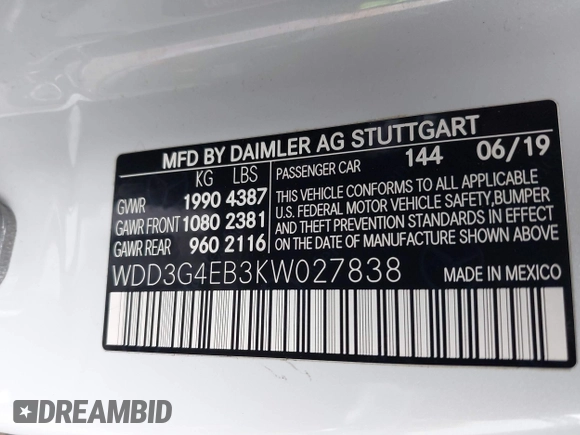 MFD BY DAIMLER AG STUTTGART
KG LBS PASSENGER CAR 144 06/19
GVWR 1990 4387
GAWR FRONT 1080 2381
GAWR REAR 960 2116
THIS VEHICLE CONFORMS TO ALL APPLICABLE
U.S. FEDERAL MOTOR VEHICLE SAFETY,BUMPER
AND THEFT PREVENTION STANDARDS IN EFFECT
ON THE DATE OF MANUFACTURE SHOWN ABOVE.
WDD3G4EB3KW027838 MADE IN MEXICO
DREAMBID